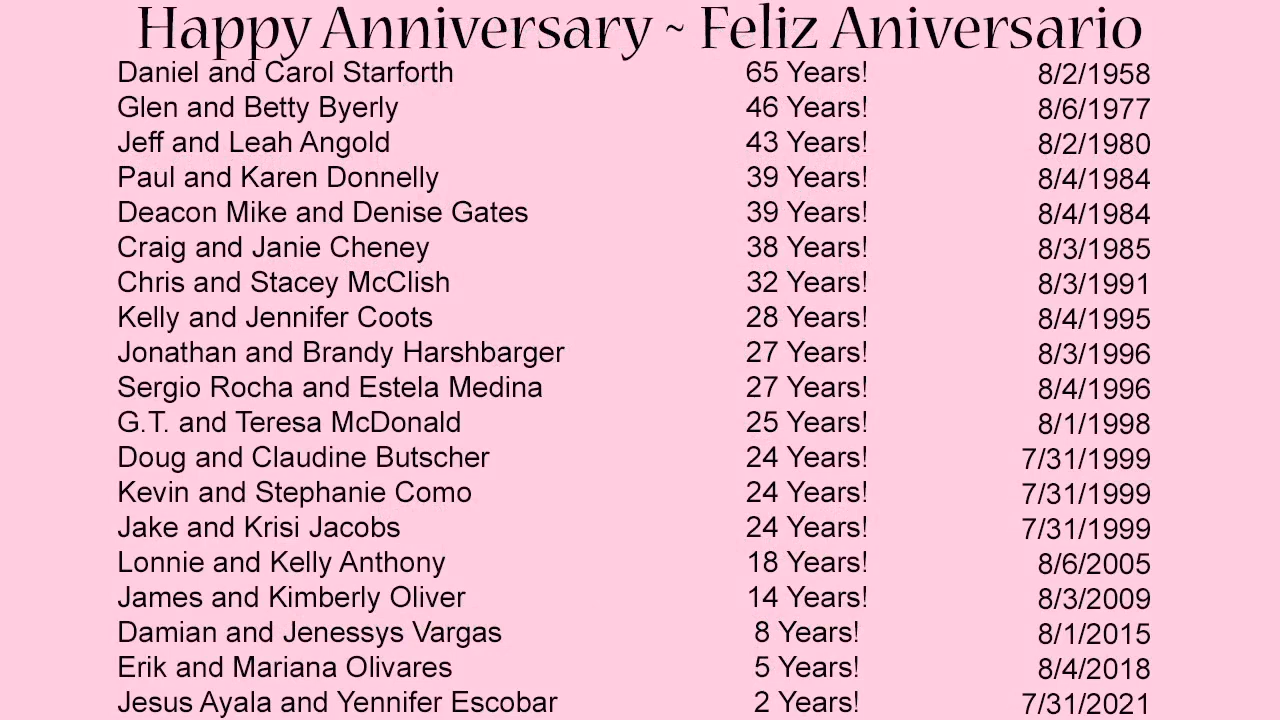 Happy Anniversary ~ Feliz Aniversario
Daniel and Carol Starforth 65 Years! 8/2/1958
Glen and Betty Byerly 46 Years! 8/6/1977
Jeff and Leah Angold 43 Years! 8/2/1980
Paul and Karen Donnelly 39 Years! 8/4/1984
Deacon Mike and Denise Gates 39 Years! 8/4/1984
Craig and Janie Cheney 38 Years! 8/3/1985
Chris and Stacey McClish 32 Years! 8/3/1991
Kelly and Jennifer Coots 28 Years! 8/4/1995
Jonathan and Brandy Harshbarger 27 Years! 8/3/1996
Sergio Rocha and Estela Medina 27 Years! 8/4/1996
G.T. and Teresa McDonald 25 Years! 8/1/1998
Doug and Claudine Butscher 24 Years! 7/31/1999
Kevin and Stephanie Como 24 Years! 7/31/1999
Jake and Krisi Jacobs 24 Years! 7/31/1999
Lonnie and Kelly Anthony 18 Years! 8/6/2005
James and Kimberly Oliver 14 Years! 8/3/2009
Damian and Jenessys Vargas 8 Years! 8/1/2015
Erik and Mariana Olivares 5 Years! 8/4/2018
Jesus Ayala and Yennifer Escobar 2 Years! 7/31/2021